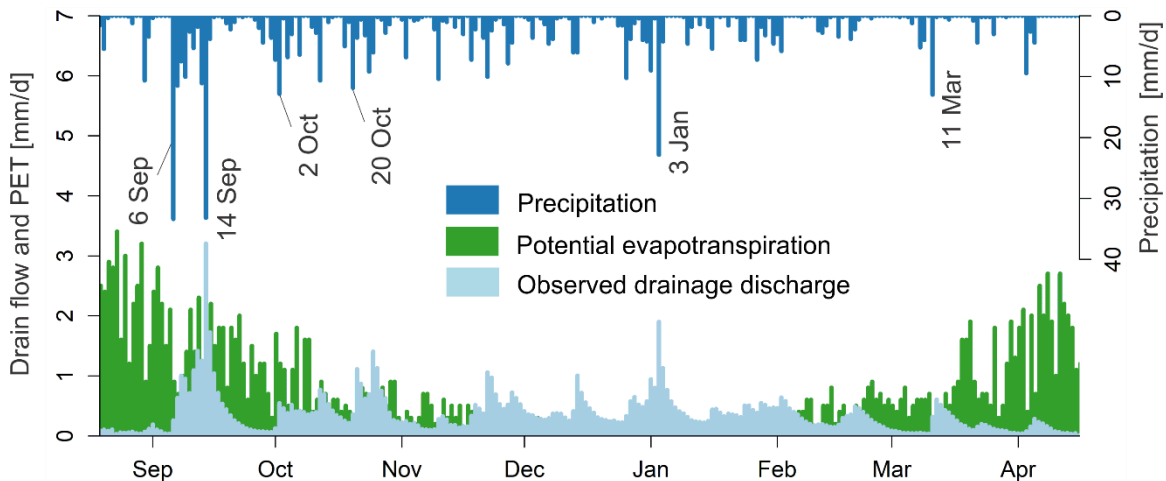 7
6
5
4
3
2
1
0
Drain flow and PET [mm/d]
0
10
20
30
40
Precipitation [mm/d]
6 Sep
14 Sep
2 Oct
20 Oct
3 Jan
11 Mar
Precipitation
Potential evapotranspiration
Observed drainage discharge
Sep Oct Nov Dec Jan Feb Mar Apr